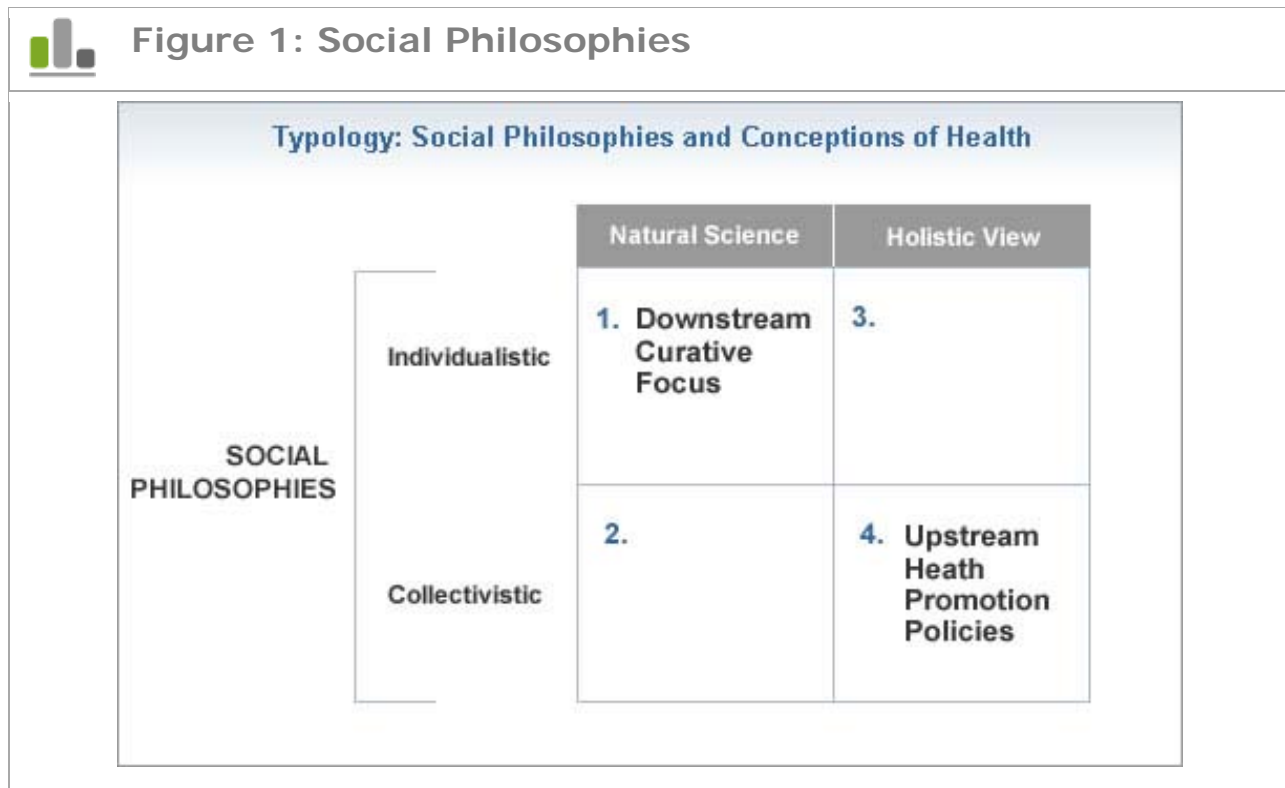 Figure 1: Social Philosophies
Typology: Social Philosophies and Conceptions of Health
Natural Science
Holistic View
Individualistic
1. Downstream
Curative
Focus
3.
SOCIAL
PHILOSOPHIES
Collectivistic
2.
4. Upstream
Heath
Promotion
Policies